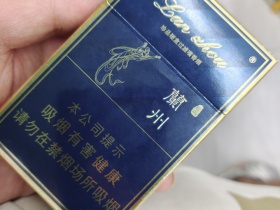 Lan zhou
®
蘭州
本公司提示
吸烟有害健康
请勿在禁烟场所吸烟